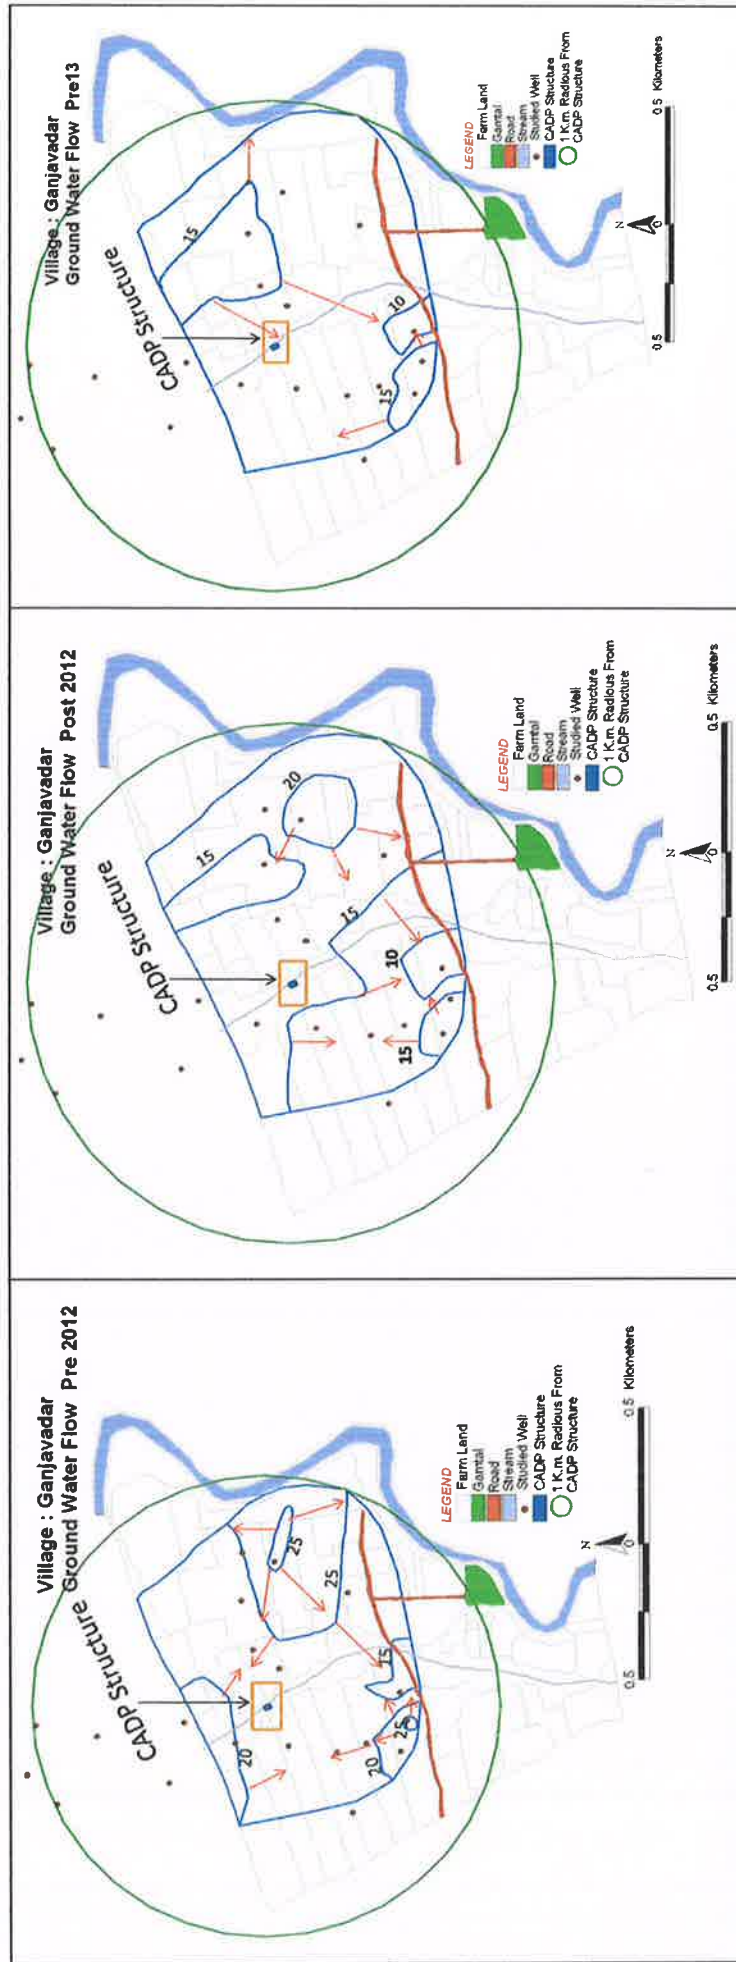 Village : Ganjavadar
Ground Water Flow Pre 2012
CADP Structure
20
25
25
15
20
25
LEGEND
Farm Land
Gamtal
Road
Stream
Studied Well
CADP Structure
1 K.m. Radious From
CADP Structure
N
0.5 0 0.5 Kilometers
Village : Ganjavadar
Ground Water Flow Post 2012
CADP Structure
15
20
15
10
15
LEGEND
Farm Land
Gamtal
Road
Stream
Studied Well
CADP Structure
1 K.m. Radious From
CADP Structure
N
0.5 0 0.5 Kilometers
Village : Ganjavadar
Ground Water Flow Pre13
CADP Structure
15
10
15
LEGEND
Farm Land
Gamtal
Road
Stream
Studied Well
CADP Structure
1 K.m. Radious From
CADP Structure
N
0.5 0 0.5 Kilometers